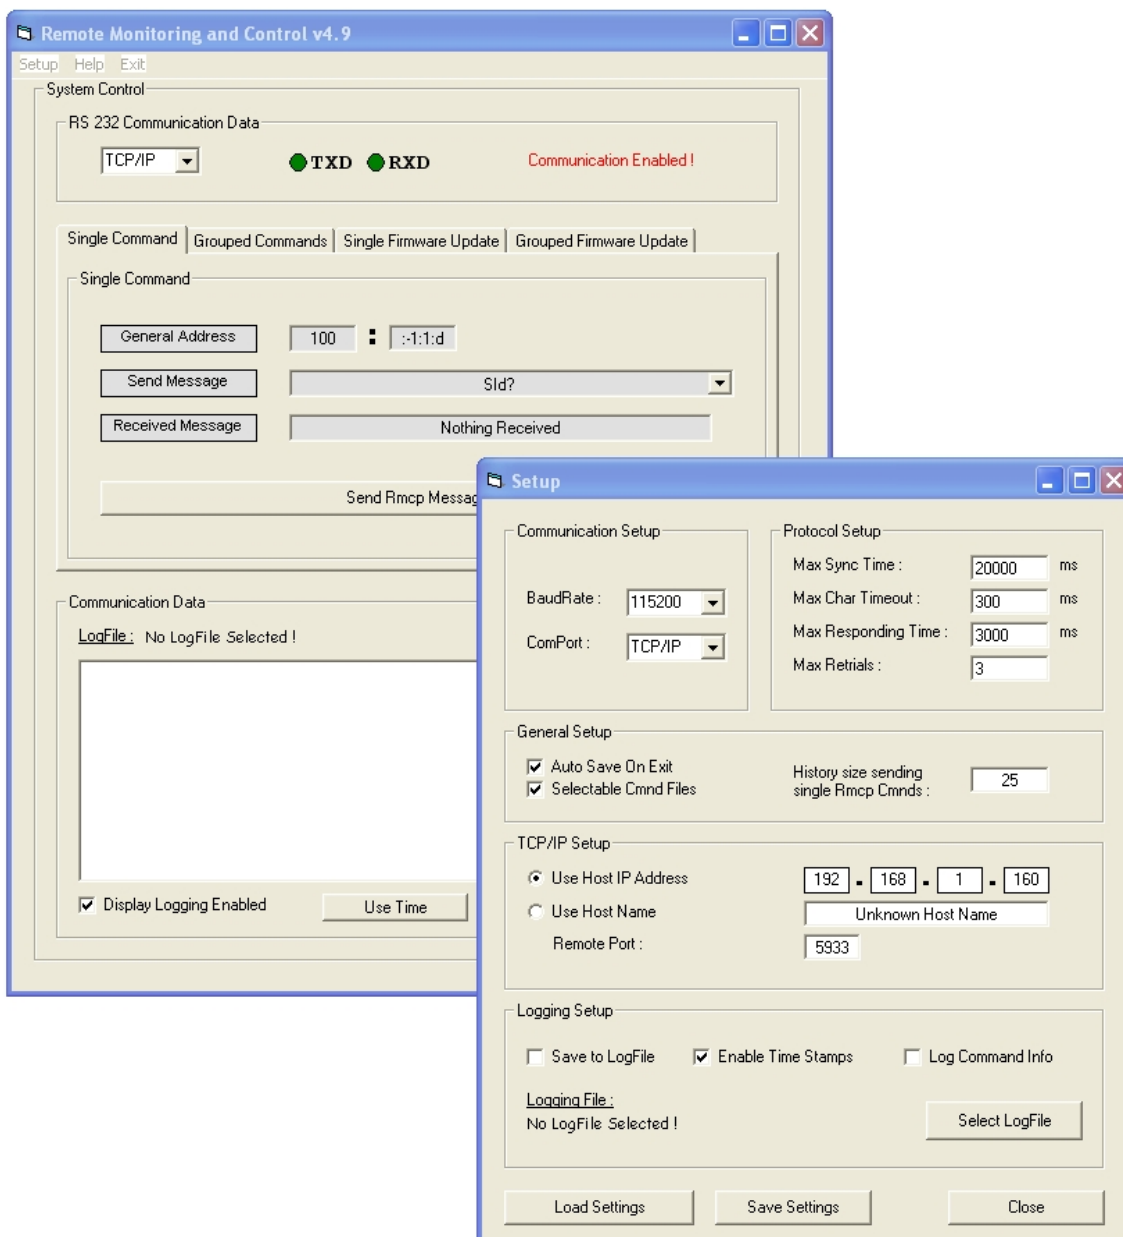 Remote Monitoring and Control v4.9
Setup Help Exit
System Control
RS 232 Communication Data
TCP/IP TXD RXD Communication Enabled !
Single Command Grouped Commands Single Firmware Update Grouped Firmware Update
Single Command
General Address 100 : :-1:1:d
Send Message SId?
Received Message Nothing Received
Send Rmcp Messag
Communication Data
LogFile : No LogFile Selected !
Display Logging Enabled Use Time
Setup
Communication Setup
BaudRate : 115200
ComPort : TCP/IP
Protocol Setup
Max Sync Time : 20000 ms
Max Char Timeout : 300 ms
Max Responding Time : 3000 ms
Max Retrials : 3
General Setup
Auto Save On Exit
Selectable Cmnd Files
History size sending
single Rmcp Cmnds : 25
TCP/IP Setup
Use Host IP Address 192 . 168 . 1 . 160
Use Host Name Unknown Host Name
Remote Port : 5933
Logging Setup
Save to LogFile Enable Time Stamps Log Command Info
Logging File :
No LogFile Selected !
Select LogFile
Load Settings Save Settings Close